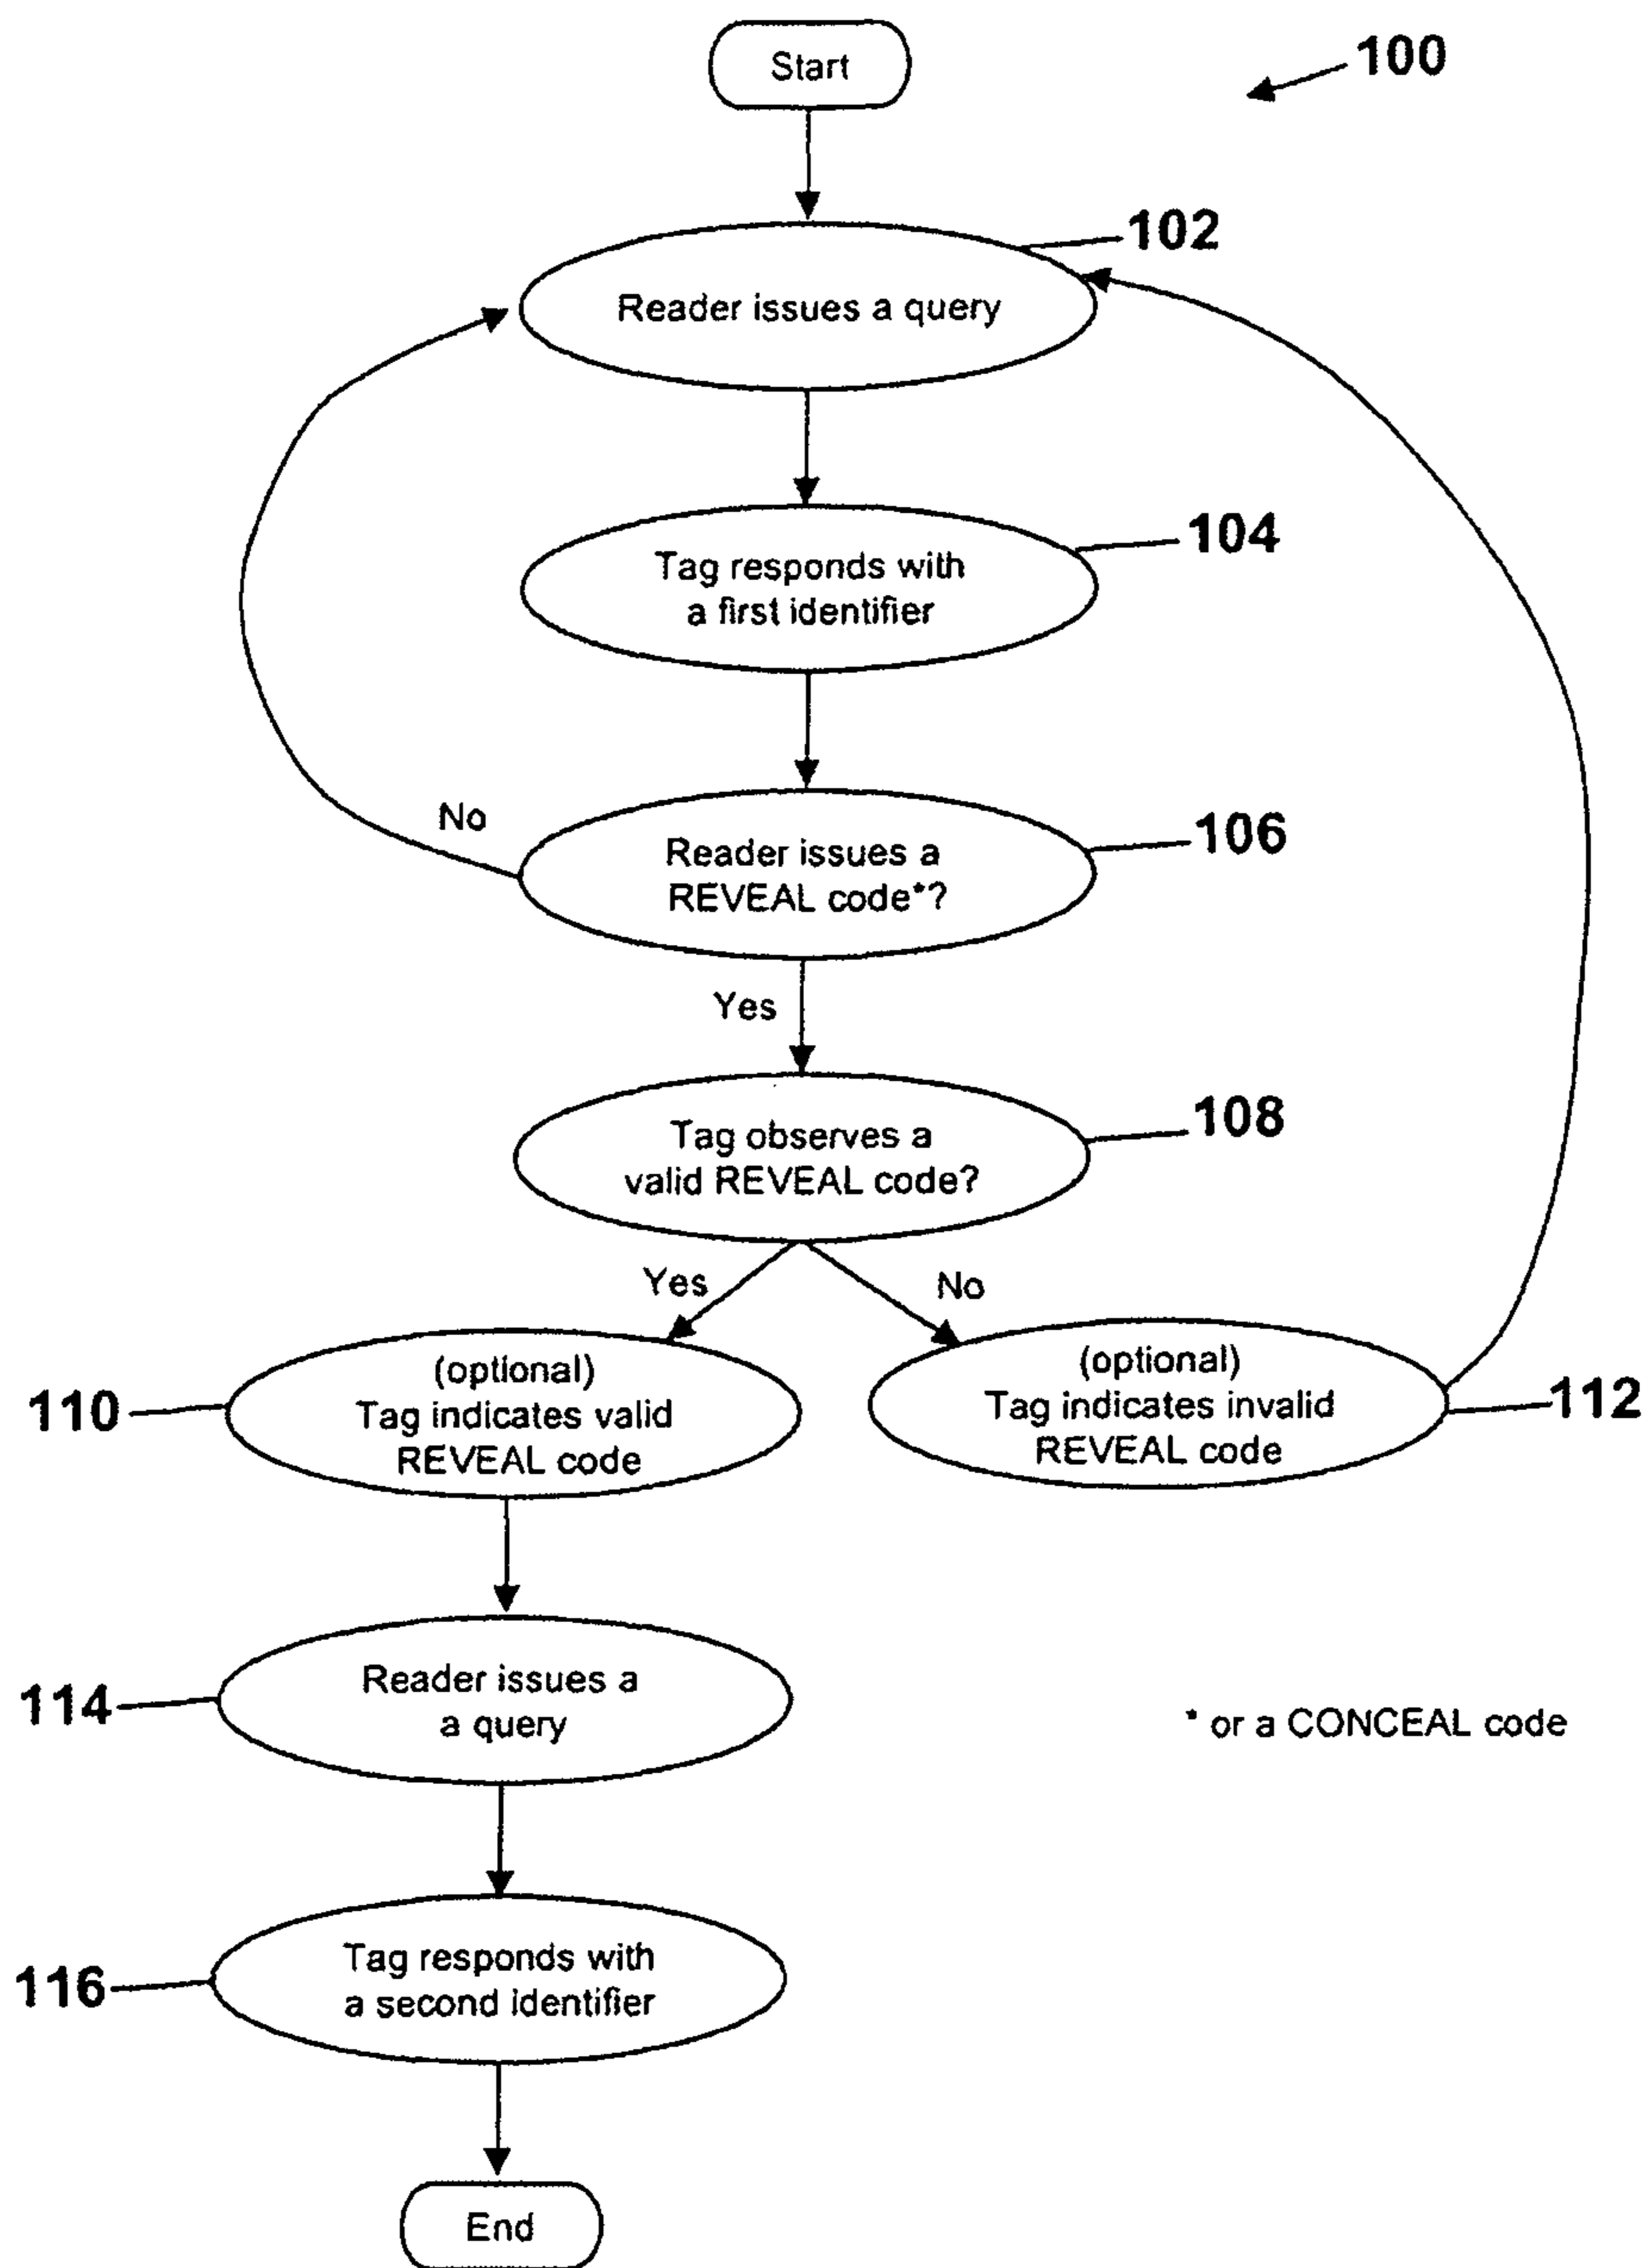 Start
100
102
Reader issues a query
104
Tag responds with
a first identifier
106
No
Reader issues a
REVEAL code*?
Yes
108
Tag observes a
valid REVEAL code?
Yes
No
(optional)
Tag indicates valid
REVEAL code
110
(optional)
Tag indicates invalid
REVEAL code
112
Reader issues a
a query
114
* or a CONCEAL code
Tag responds with
a second identifier
116
End